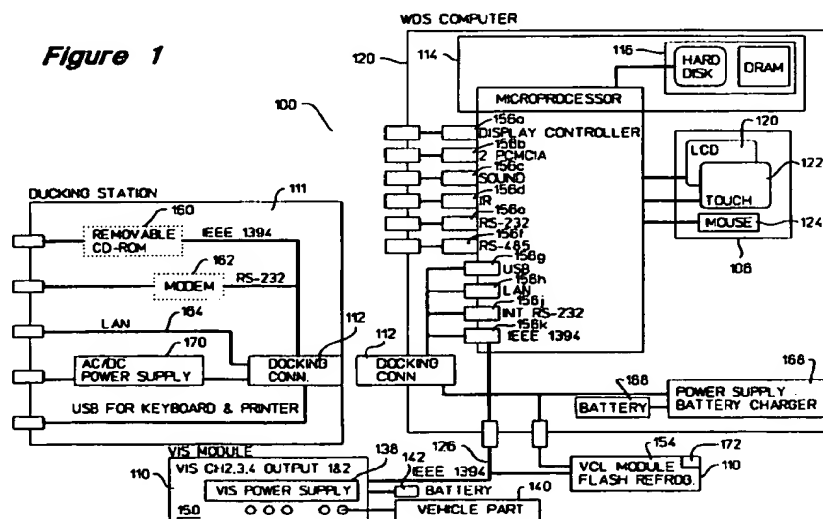 Figure 1
100
DUCKING STATION
111
160
REMOVABLE
CD-ROM
IEEE 1394
162
MODEM
RS-232
LAN
164
170
AC/DC
POWER SUPPLY
112
DOCKING
CONN.
USB FOR KEYBOARD & PRINTER
WDS COMPUTER
120
114
116
HARD
DISK
DRAM
MICROPROCESSOR
156a
DISPLAY CONTROLLER
156b
2 PCMCIA
156c
SOUND
156d
IR
156e
RS-232
156f
RS-485
156g
USB
156h
LAN
156j
INT RS-232
156k
IEEE 1394
120
LCD
122
TOUCH
MOUSE
124
106
112
DOCKING
CONN
168
POWER SUPPLY
BATTERY CHARGER
168
BATTERY
126
154
172
VCL MODULE
FLASH REFROG.
110
VIS MODULE
110
VIS CH2,3,4 OUTPUT 1&2
138
142
IEEE 1394
VIS POWER SUPPLY
BATTERY
140
150
VEHICLE PART